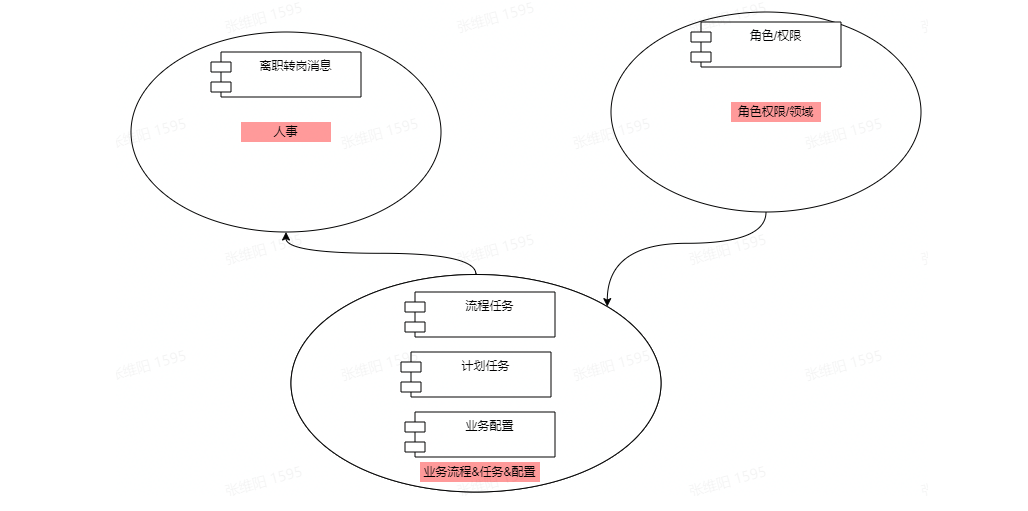 离职转岗消息
人事
角色/权限
角色权限/领域
流程任务
计划任务
业务配置
业务流程&任务&配置
张维阳 1595